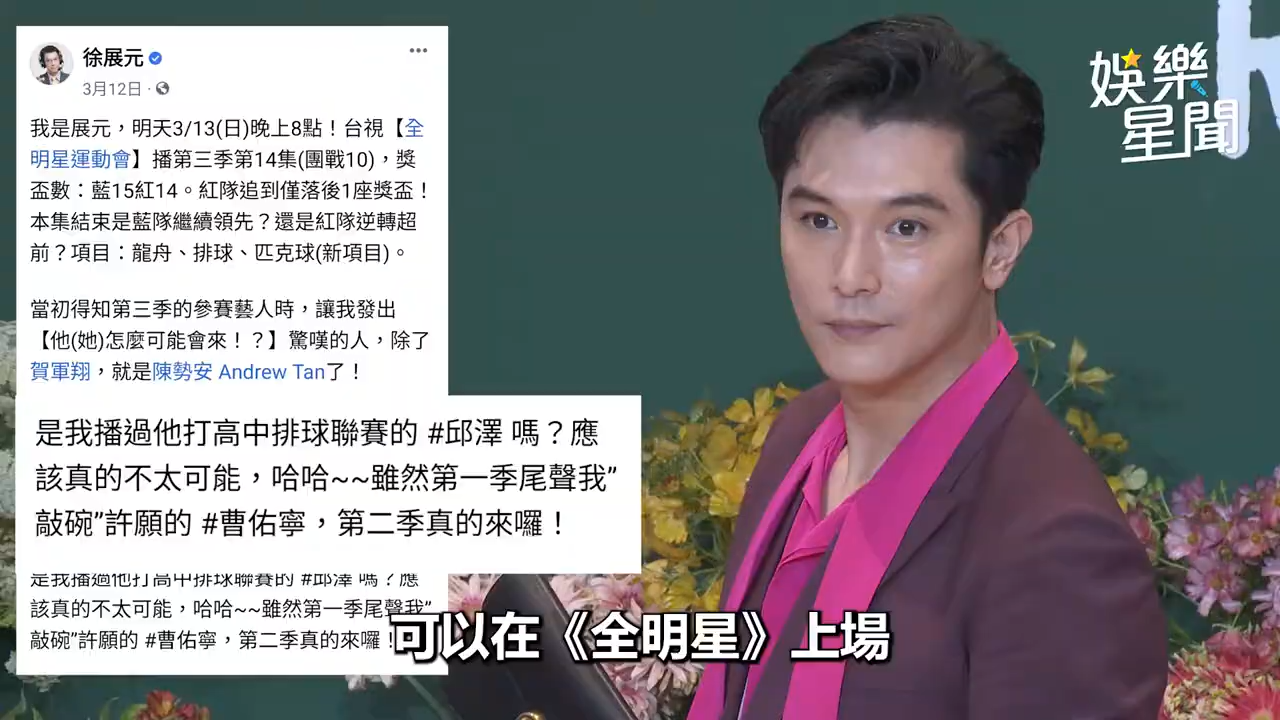 徐展元
3月12日
我是展元，明天3/13(日)晚上8點！台視【全
明星運動會】播第三季第14集(團戰10)，獎
盃數：藍15紅14。紅隊追到僅落後1座獎盃！
本集結束是藍隊繼續領先？還是紅隊逆轉超
前？項目：龍舟、排球、匹克球(新項目)。
當初得知第三季的參賽藝人時，讓我發出
【他(她)怎麼可能會來！？】驚嘆的人，除了
賀軍翔，就是陳勢安 Andrew Tan了！
是我播過他打高中排球聯賽的 #邱澤 嗎？應
該真的不太可能，哈哈~~雖然第一季尾聲我”
敲碗”許願的 #曹佑寧，第二季真的來囉！
是我播過他打高中排球聯賽的 #邱澤 嗎？應
該真的不太可能，哈哈~~雖然第一季尾聲我”
敲碗”許願的 #曹佑寧，第二季真的來囉！
可以在《全明星》上場
娛樂
星聞